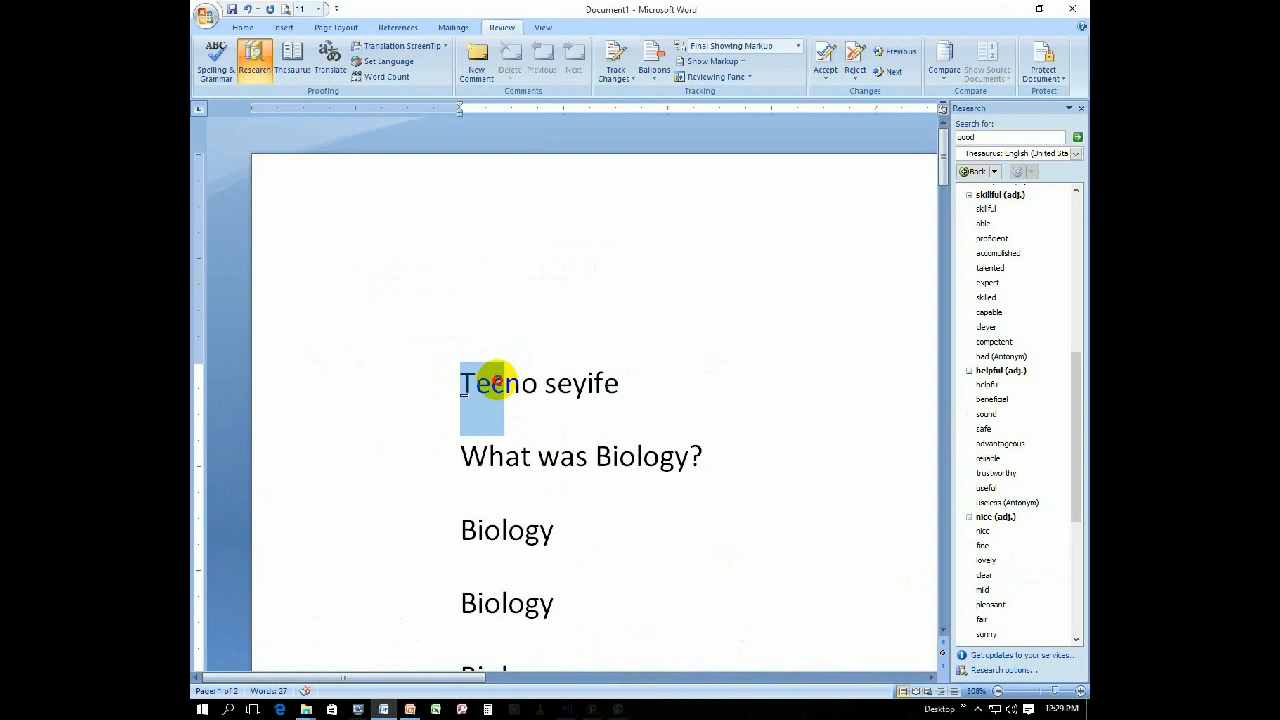 11
Document1 - Microsoft Word
Home Insert Page Layout References Mailings Review View
Spelling & Grammar
Research
Thesaurus
Translate
Translation ScreenTip
Set Language
Word Count
Proofing
New Comment
Delete
Previous
Next
Comments
Track Changes
Balloons
Final Showing Markup
Show Markup
Reviewing Pane
Tracking
Accept
Reject
Previous
Next
Changes
Compare
Show Source Documents
Compare
Protect Document
Protect
Research
Search for:
good
Thesaurus: English (United Sta
Back
skillful (adj.)
skillful
able
proficient
accomplished
talented
expert
skilled
capable
clever
competent
bad (Antonym)
helpful (adj.)
helpful
beneficial
sound
safe
advantageous
reliable
trustworthy
useful
useless (Antonym)
nice (adj.)
nice
fine
lovely
clear
mild
pleasant
fair
sunny
Get updates to your services...
Research options...
seyife
What was Biology?
Biology
Biology
Page: 1 of 2 Words: 27
308%
Desktop
12:29 PM